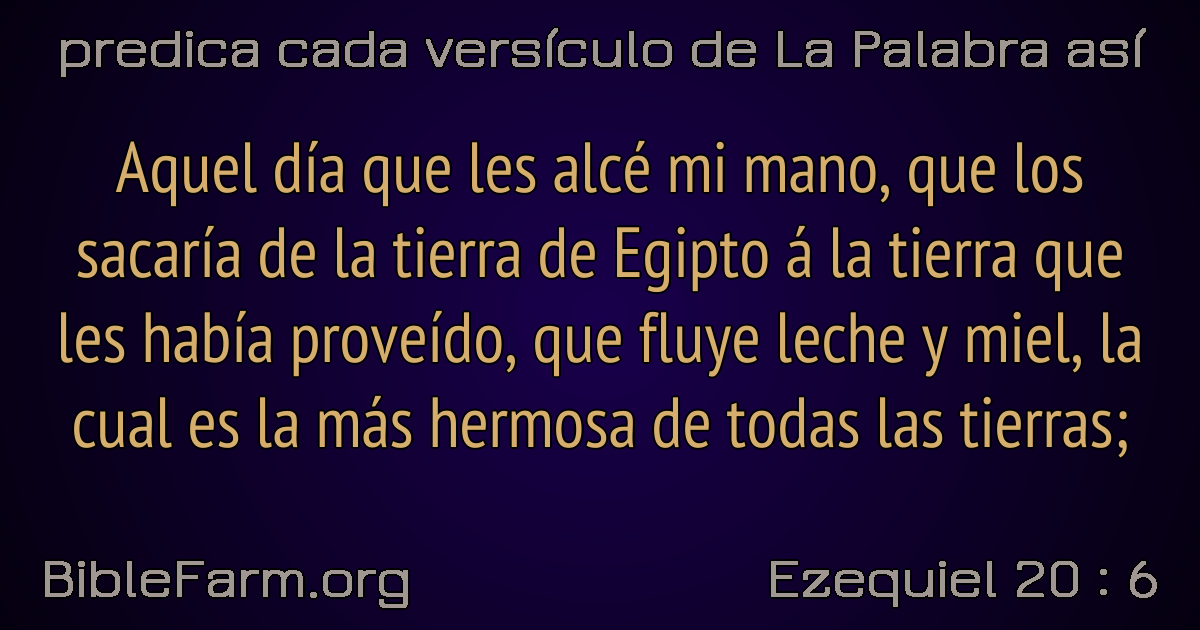 predica cada versículo de La Palabra así
Aquel día que les alcé mi mano, que los
sacaría de la tierra de Egipto á la tierra que
les había proveído, que fluye leche y miel, la
cual es la más hermosa de todas las tierras;
BibleFarm.org
Ezequiel 20 : 6